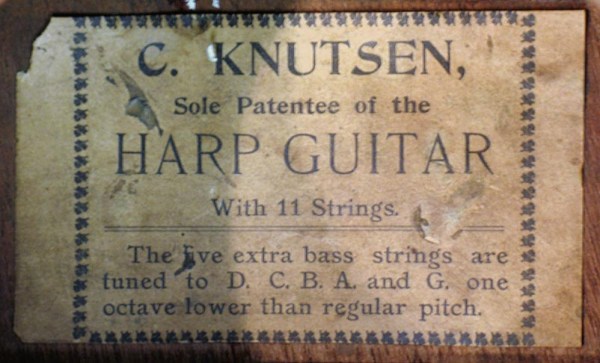 C. KNUTSEN,
Sole Patentee of the
HARP GUITAR
With 11 Strings.
The five extra bass strings are
tuned to D. C. B. A. and G. one
octave lower than regular pitch.